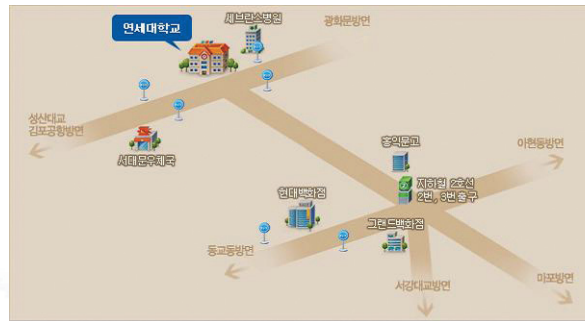 세브란스병원
광화문방면
연세대학교
성산대교
김포공항방면
서대문우체국
홍익문고
아현동방면
지하철 2호선
2번, 3번출구
현대백화점
그랜드백화점
동교동방면
서강대교방면
마포방면